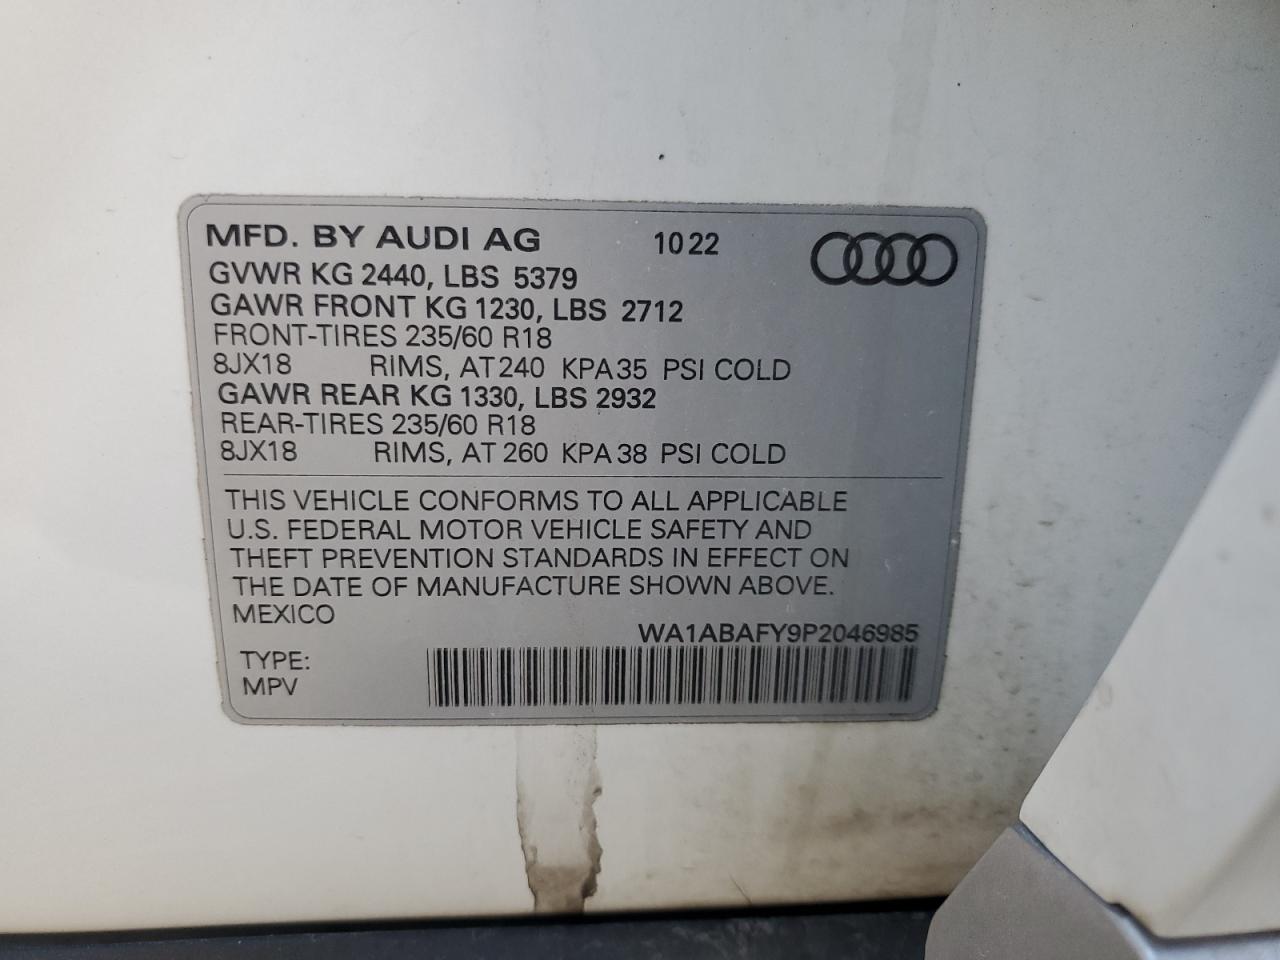 MFD. BY AUDI AG 10 22
GVWR KG 2440, LBS 5379
GAWR FRONT KG 1230, LBS 2712
FRONT-TIRES 235/60 R18
8JX18 RIMS, AT 240 KPA 35 PSI COLD
GAWR REAR KG 1330, LBS 2932
REAR-TIRES 235/60 R18
8JX18 RIMS, AT 260 KPA 38 PSI COLD
THIS VEHICLE CONFORMS TO ALL APPLICABLE
U.S. FEDERAL MOTOR VEHICLE SAFETY AND
THEFT PREVENTION STANDARDS IN EFFECT ON
THE DATE OF MANUFACTURE SHOWN ABOVE.
MEXICO
WA1ABAFY9P2046985
TYPE:
MPV